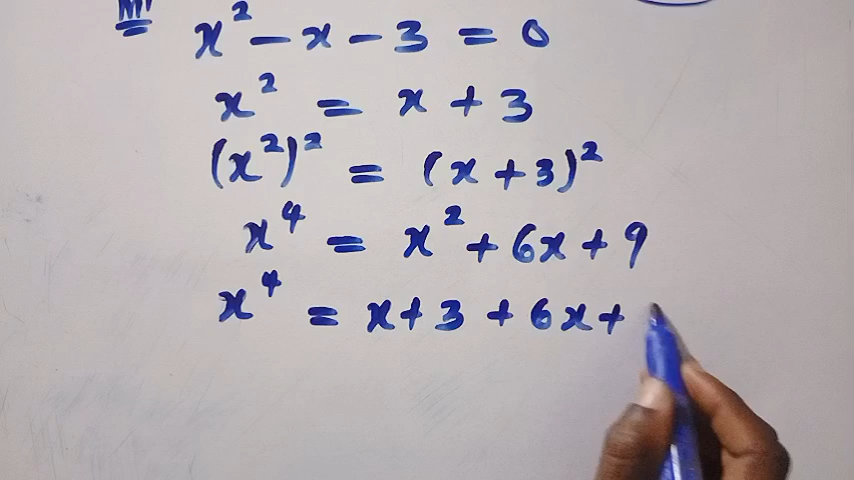 x² - x - 3 = 0
x² = x + 3
(x²)² = (x + 3)²
x⁴ = x² + 6x + 9
x⁴ = x + 3 + 6x +